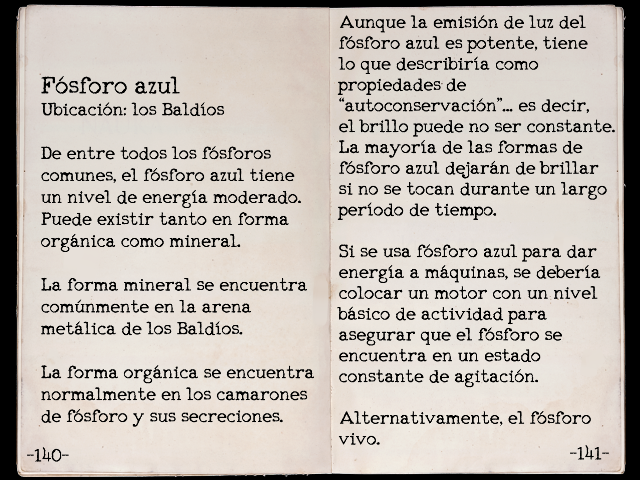 Fósforo azul
Ubicación: los Baldíos
De entre todos los fósforos
comunes, el fósforo azul tiene
un nivel de energía moderado.
Puede existir tanto en forma
orgánica como mineral.
La forma mineral se encuentra
comúnmente en la arena
metálica de los Baldíos.
La forma orgánica se encuentra
normalmente en los camarones
de fósforo y sus secreciones.
-140-
Aunque la emisión de luz del
fósforo azul es potente, tiene
lo que describiría como
propiedades de
“autoconservación”... es decir,
el brillo puede no ser constante.
La mayoría de las formas de
fósforo azul dejarán de brillar
si no se tocan durante un largo
período de tiempo.
Si se usa fósforo azul para dar
energía a máquinas, se debería
colocar un motor con un nivel
básico de actividad para
asegurar que el fósforo se
encuentra en un estado
constante de agitación.
Alternativamente, el fósforo
vivo.
-141-